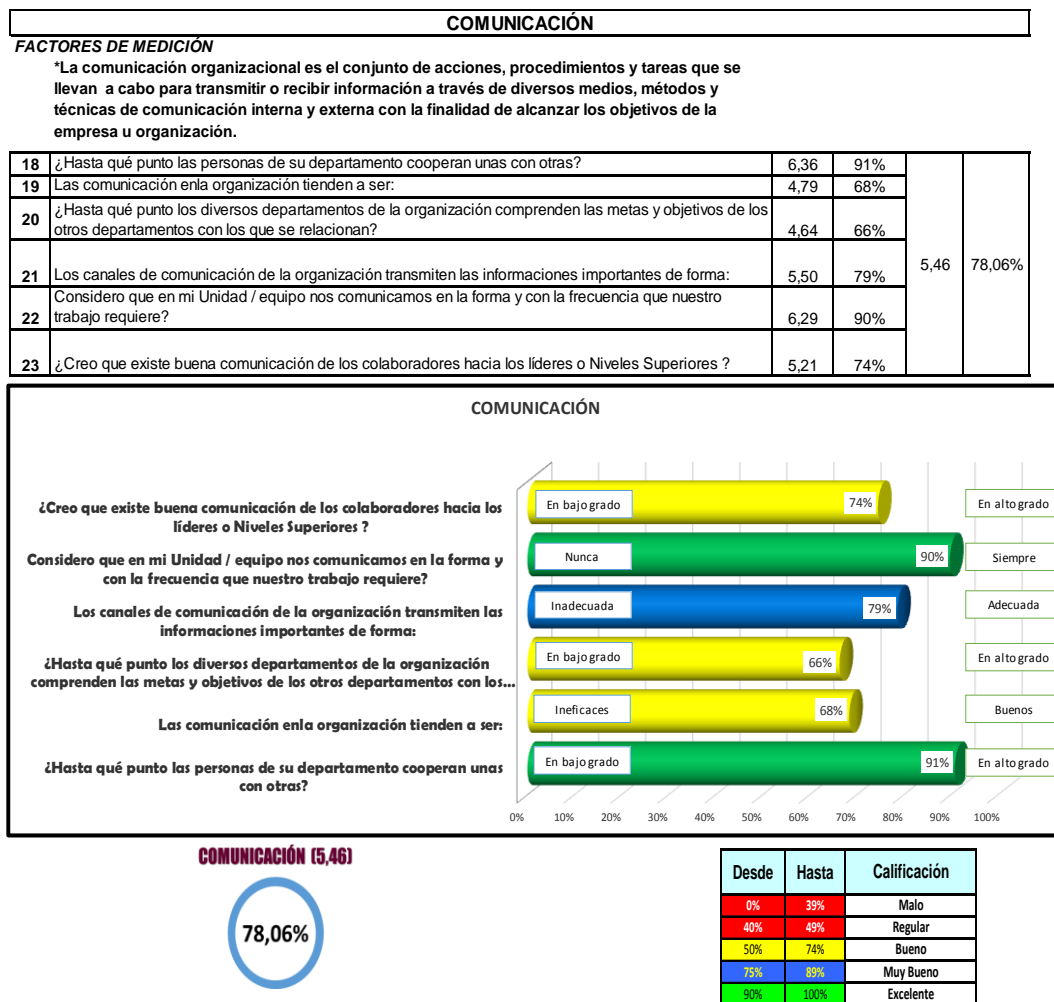 COMUNICACIÓN
FACTORES DE MEDICIÓN
*La comunicación organizacional es el conjunto de acciones, procedimientos y tareas que se
llevan a cabo para transmitir o recibir información a través de diversos medios, métodos y
técnicas de comunicación interna y externa con la finalidad de alcanzar los objetivos de la
empresa u organización.
18 ¿Hasta qué punto las personas de su departamento cooperan unas con otras? 6,36 91%
19 Las comunicación enla organización tienden a ser: 4,79 68%
20 ¿Hasta qué punto los diversos departamentos de la organización comprenden las metas y objetivos de los
otros departamentos con los que se relacionan? 4,64 66%
21 Los canales de comunicación de la organización transmiten las informaciones importantes de forma: 5,50 79%
5,46 78,06%
22 Considero que en mi Unidad / equipo nos comunicamos en la forma y con la frecuencia que nuestro
trabajo requiere? 6,29 90%
23 ¿Creo que existe buena comunicación de los colaboradores hacia los líderes o Niveles Superiores ? 5,21 74%
COMUNICACIÓN
¿Creo que existe buena comunicación de los colaboradores hacia los
líderes o Niveles Superiores ?
En bajo grado 74% En alto grado
Considero que en mi Unidad / equipo nos comunicamos en la forma y
con la frecuencia que nuestro trabajo requiere?
Nunca 90% Siempre
Los canales de comunicación de la organización transmiten las
informaciones importantes de forma:
Inadecuada 79% Adecuada
¿Hasta qué punto los diversos departamentos de la organización
comprenden las metas y objetivos de los otros departamentos con los...
En bajo grado 66% En alto grado
Las comunicación enla organización tienden a ser:
Ineficaces 68% Buenos
¿Hasta qué punto las personas de su departamento cooperan unas
con otras?
En bajo grado 91% En alto grado
0% 10% 20% 30% 40% 50% 60% 70% 80% 90% 100%
COMUNICACIÓN (5,46)
78,06%
Desde Hasta Calificación
0% 39% Malo
40% 49% Regular
50% 74% Bueno
75% 89% Muy Bueno
90% 100% Excelente